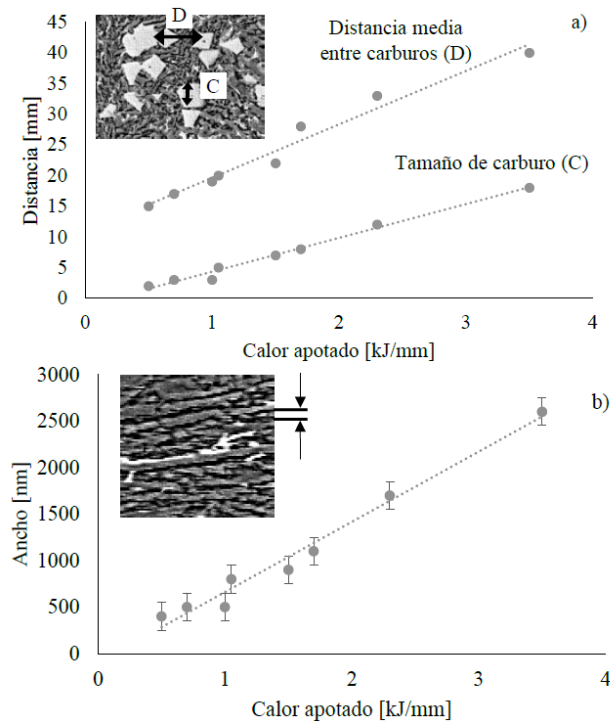 a)
D
C
Distancia media
entre carburos (D)
Tamaño de carburo (C)
Distancia [mm]
45
40
35
30
25
20
15
10
5
0
0 1 2 3 4
Calor apotado [kJ/mm]
b)
Ancho [nm]
3000
2500
2000
1500
1000
500
0
0 1 2 3 4
Calor apotado [kJ/mm]